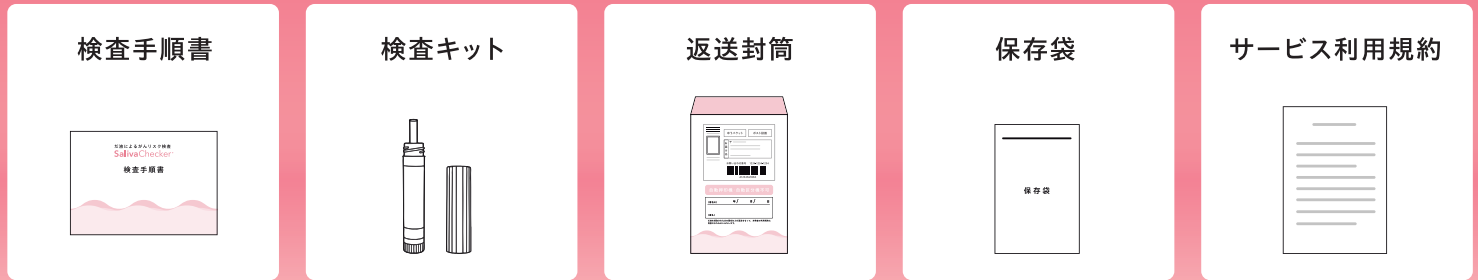 検査手順書
だ液によるがんリスク検査
SalivaChecker
検査手順書
検査キット
返送封筒
保存袋
保存袋
サービス利用規約